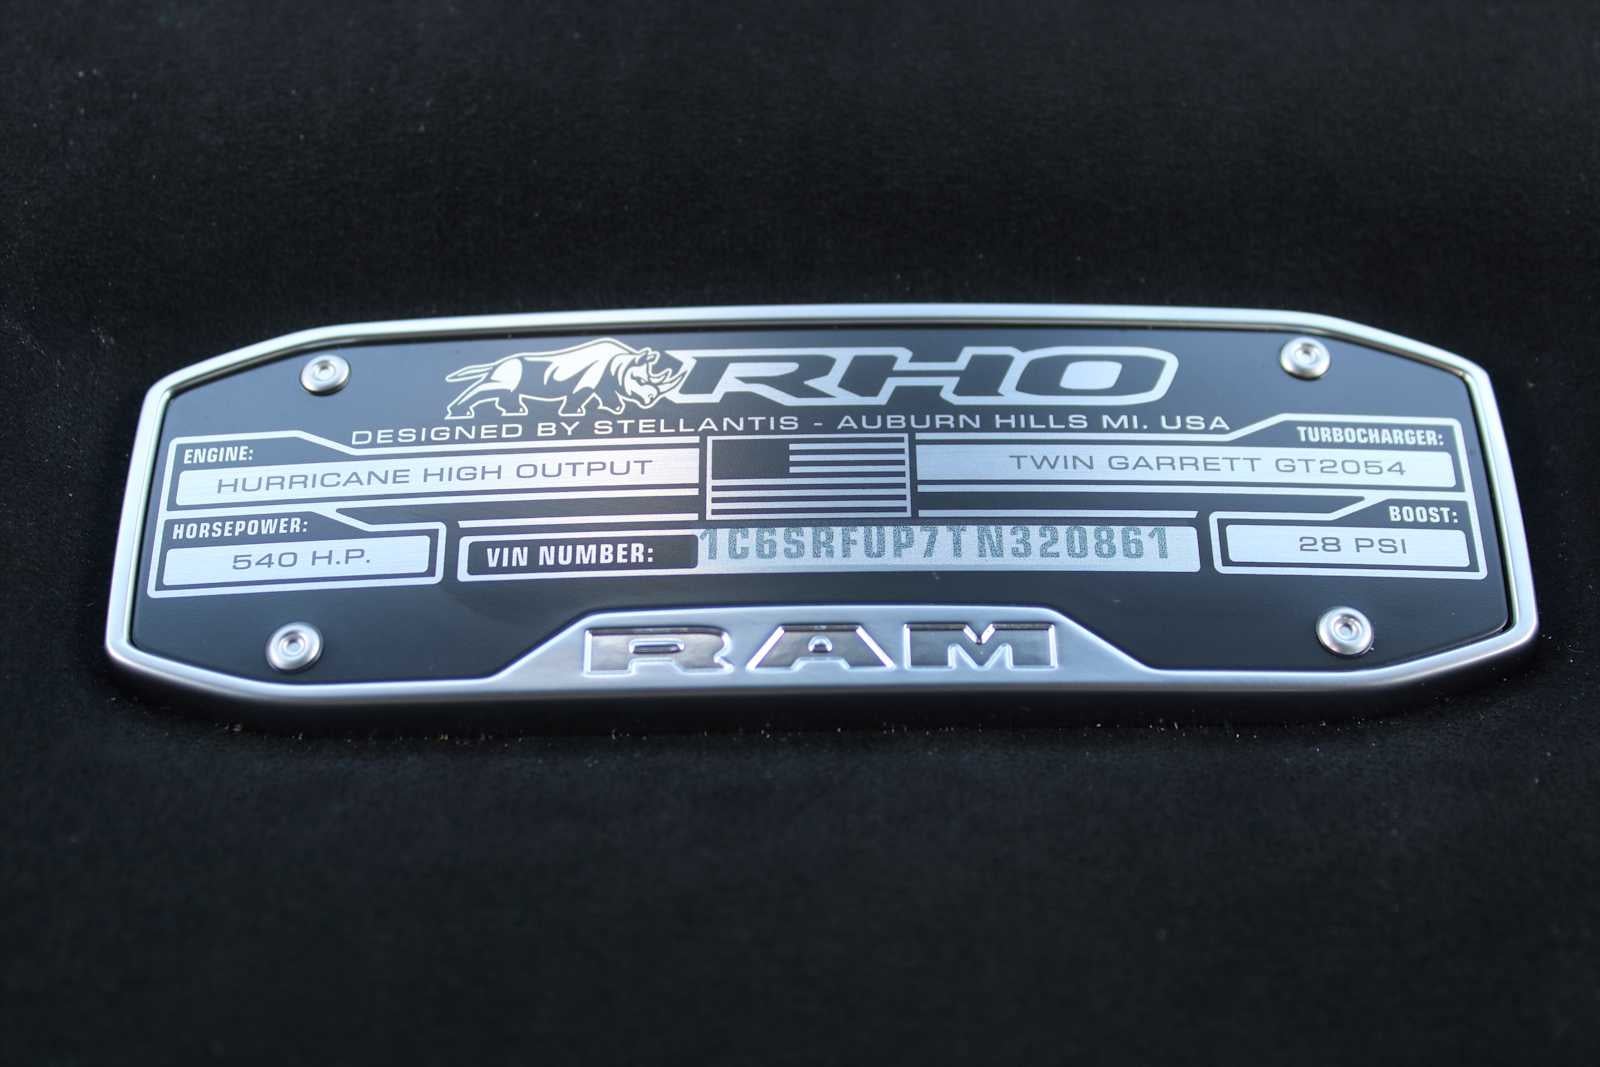 RHO
DESIGNED BY STELLANTIS - AUBURN HILLS MI. USA
ENGINE:
HURRICANE HIGH OUTPUT
TURBOCHARGER:
TWIN GARRETT GT2054
HORSEPOWER:
540 H.P.
VIN NUMBER: 1C6SRFUP7TN320861
BOOST:
28 PSI
RAM